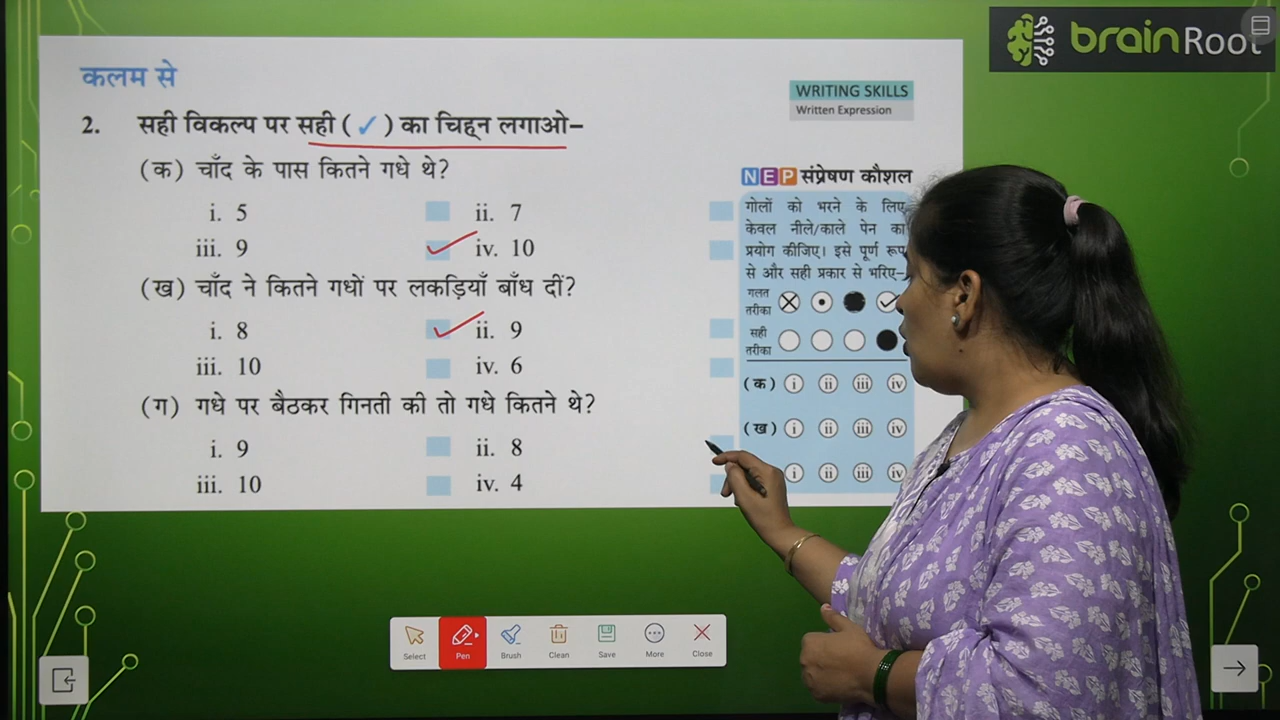 brainRoot
कलम से
WRITING SKILLS
Written Expression
2. सही विकल्प पर सही ( ✓ ) का चिह्न लगाओ–
(क) चाँद के पास कितने गधे थे?
i. 5
ii. 7
iii. 9
iv. 10
(ख) चाँद ने कितने गधों पर लकड़ियाँ बाँध दीं?
i. 8
ii. 9
iii. 10
iv. 6
(ग) गधे पर बैठकर गिनती की तो गधे कितने थे?
i. 9
ii. 8
iii. 10
iv. 4
NEP संप्रेषण कौशल
गोलों को भरने के लिए
केवल नीले/काले पेन का
प्रयोग कीजिए। इसे पूर्ण रूप
से और सही प्रकार से भरिए–
गलत
तरीका
सही
तरीका
(क) i ii iii iv
(ख) i ii iii iv
i ii iii iv
Select Pen Brush Clean Save More Close